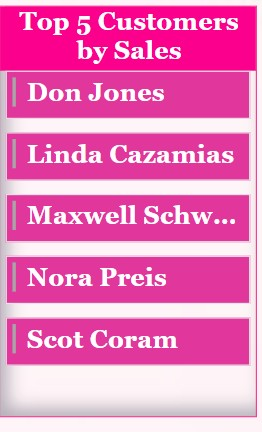 Top 5 Customers
by Sales
Don Jones
Linda Cazamias
Maxwell Schw...
Nora Preis
Scot Coram